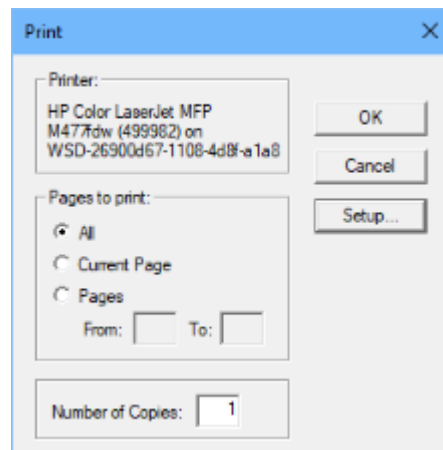 Print
Printer:
HP Color LaserJet MFP
M477fdw (499982) on
WSD-26900d67-1108-4d8f-a1a8
OK
Cancel
Setup...
Pages to print:
All
Current Page
Pages
From: To:
Number of Copies: 1